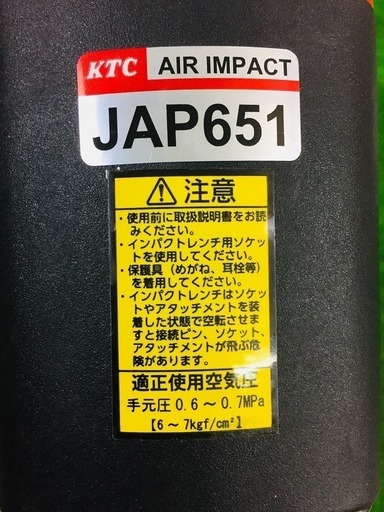 KTC AIR IMPACT
JAP651
注意
・使用前に取扱説明書をお読
みください。
・インパクトレンチ用ソケッ
トを使用してください。
・保護具（めがね、耳栓等）
を着用してください。
・インパクトレンチはソケッ
トやアタッチメントを装
着した状態で空転させま
すと接続ピン、ソケット、
アタッチメントが飛ぶ危
険があります。
適正使用空気圧
手元圧0.6～0.7MPa
【6～7kgf/cm²】